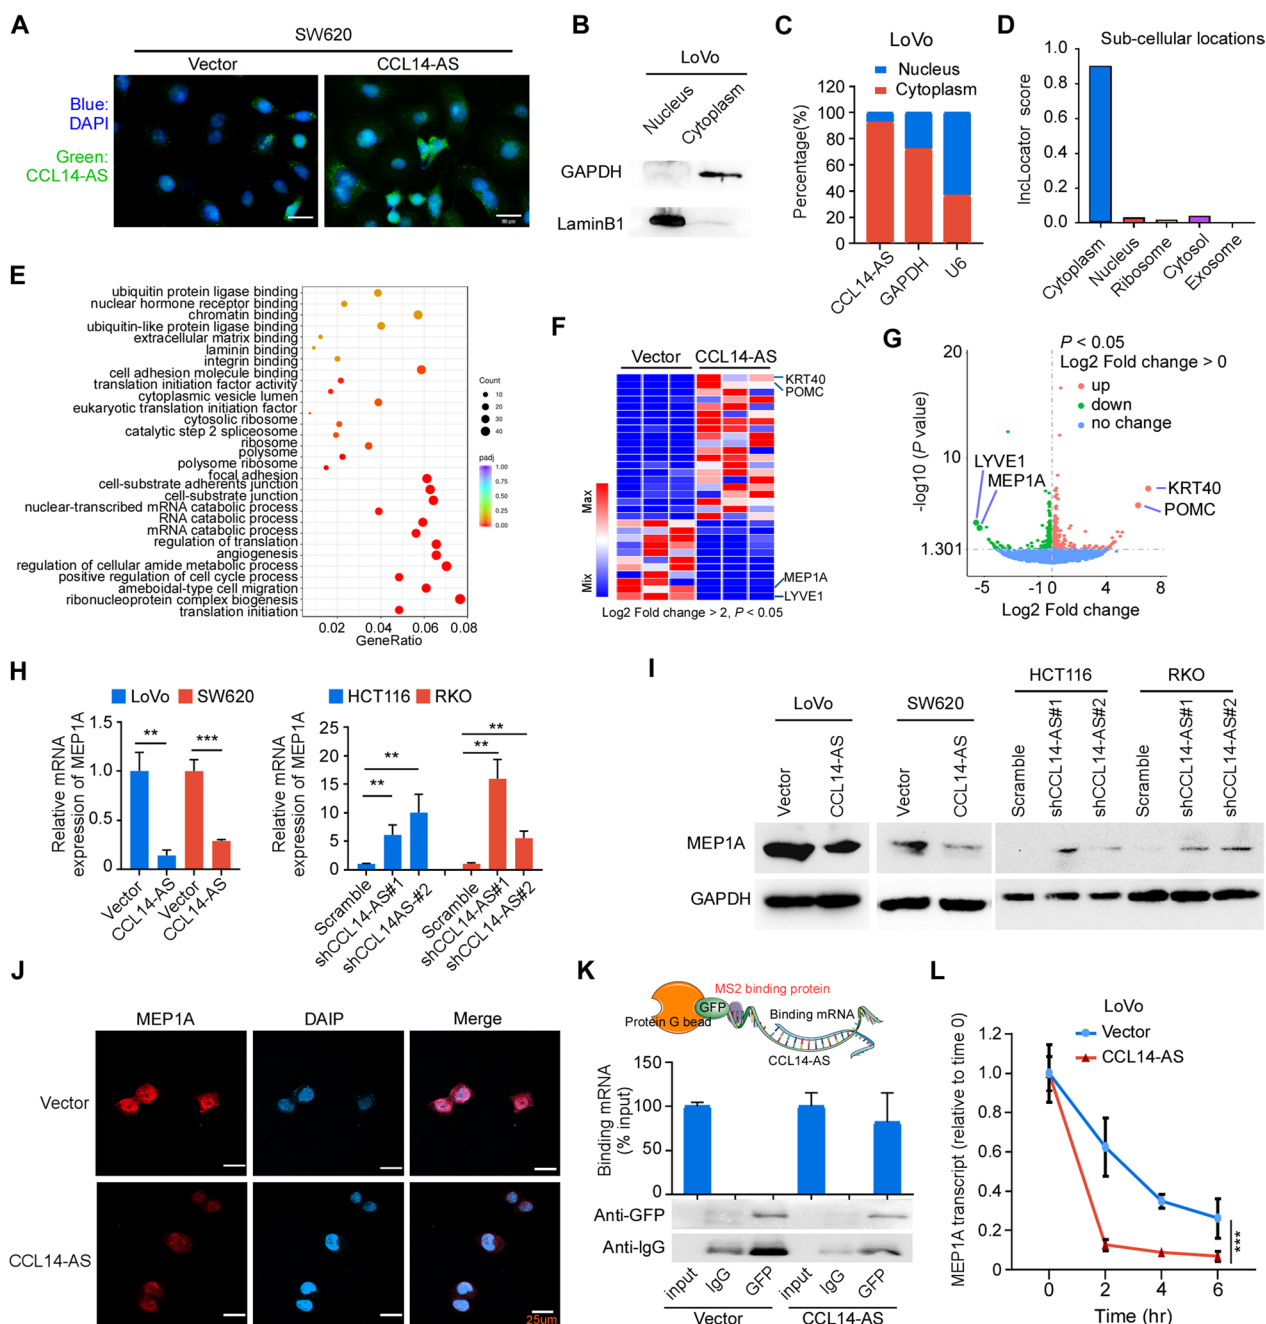 A
SW620
Vector
CCL14-AS
Blue:
DAPI
Green:
CCL14-AS
B
LoVo
Nucleus
Cytoplasm
GAPDH
LaminB1
C
LoVo
Nucleus
Cytoplasm
Percentage(%)
120
100
80
60
40
20
0
CCL14-AS
GAPDH
U6
D
Sub-cellular locations
lncLocator score
1.0
0.8
0.6
0.4
0.2
0.0
Cytoplasm
Nucleus
Ribosome
Cytosol
Exosome
E
ubiquitin protein ligase binding
nuclear hormone receptor binding
chromatin binding
ubiquitin-like protein ligase binding
extracellular matrix binding
laminin binding
integrin binding
cell adhesion molecule binding
translation initiation factor activity
cytoplasmic vesicle lumen
eukaryotic translation initiation factor
cytosolic ribosome
catalytic step 2 spliceosome
ribosome
polysome
polysome ribosome
focal adhesion
cell-substrate adherents junction
cell-substrate junction
nuclear-transcribed mRNA catabolic process
RNA catabolic process
mRNA catabolic process
regulation of translation
angiogenesis
regulation of cellular amide metabolic process
positive regulation of cell cycle process
ameboidal-type cell migration
ribonucleoprotein complex biogenesis
translation initiation
0.02
0.04
0.06
0.08
GeneRatio
Count
10
20
30
40
padj
1.00
0.75
0.50
0.25
0.00
F
Vector
CCL14-AS
KRT40
POMC
MEP1A
LYVE1
Max
Mix
Log2 Fold change > 2, P < 0.05
G
P < 0.05
Log2 Fold change > 0
up
down
no change
-log10 (P value)
20
10
1.301
LYVE1
MEP1A
KRT40
POMC
-5
-1
0
4
8
Log2 Fold change
H
LoVo
SW620
Relative mRNA
expression of MEP1A
1.5
1.0
0.5
0
**
***
Vector
CCL14-AS
Vector
CCL14-AS
HCT116
RKO
Relative mRNA
expression of MEP1A
25
20
15
10
5
0
**
**
**
**
Scramble
shCCL14-AS#1
shCCL14AS-#2
Scramble
shCCL14-AS#1
shCCL14-AS#2
I
LoVo
SW620
HCT116
RKO
Vector
CCL14-AS
Vector
CCL14-AS
Scramble
shCCL14-AS#1
shCCL14-AS#2
Scramble
shCCL14-AS#1
shCCL14-AS#2
MEP1A
GAPDH
J
MEP1A
DAIP
Merge
Vector
CCL14-AS
25um
K
MS2 binding protein
GFP
Protein G bead
Binding mRNA
CCL14-AS
Binding mRNA
(% input)
150
100
50
0
Anti-GFP
Anti-IgG
input
IgG
GFP
input
IgG
GFP
Vector
CCL14-AS
L
LoVo
Vector
CCL14-AS
MEP1A transcript (relative to time 0)
1.2
1.0
0.8
0.6
0.4
0.2
0
***
0
2
4
6
Time (hr)